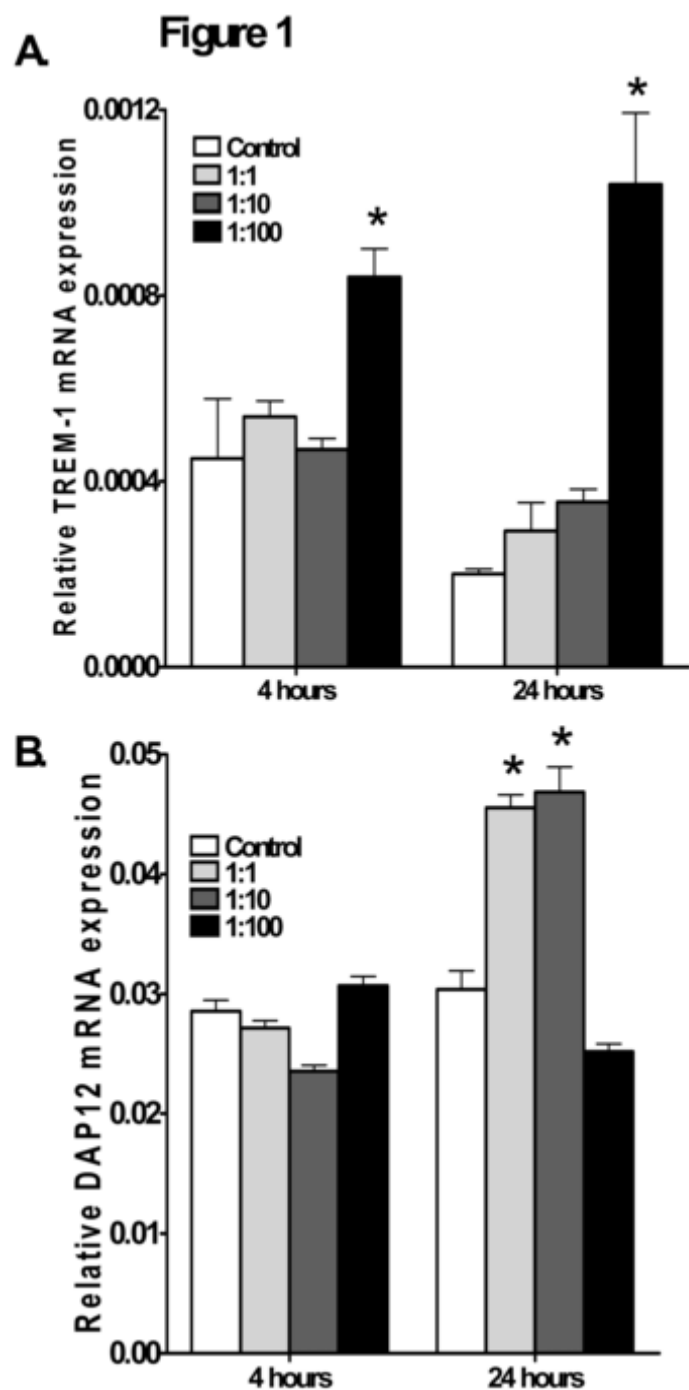 Figure 1
A.
Relative TREM-1 mRNA expression
0.0012
0.0008
0.0004
0.0000
Control
1:1
1:10
1:100
*
*
4 hours
24 hours
B.
Relative DAP12 mRNA expression
0.05
0.04
0.03
0.02
0.01
0.00
Control
1:1
1:10
1:100
*
*
4 hours
24 hours